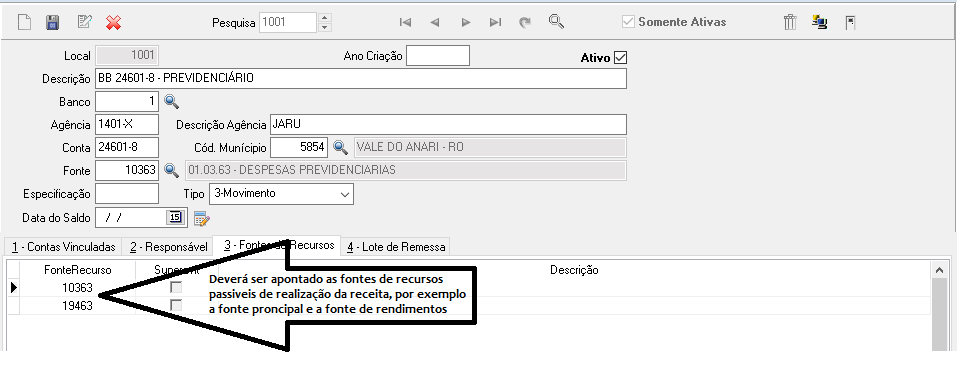 Pesquisa 1001 Somente Ativas
Local 1001 Ano Criação Ativo
Descrição BB 24601-8 - PREVIDENCIÁRIO
Banco 1
Agência 1401-X Descrição Agência JARU
Conta 24601-8 Cód. Município 5854 VALE DO ANARI - RO
Fonte 10363 01.03.63 - DESPESAS PREVIDENCIARIAS
Especificação Tipo 3-Movimento
Data do Saldo / / 15
1 - Contas Vinculadas 2 - Responsável 3 - Fontes de Recursos 4 - Lote de Remessa
FonteRecurso Descrição
10363
19463
Deverá ser apontado as fontes de recursos
passiveis de realização da receita, por exemplo
a fonte proncipal e a fonte de rendimentos